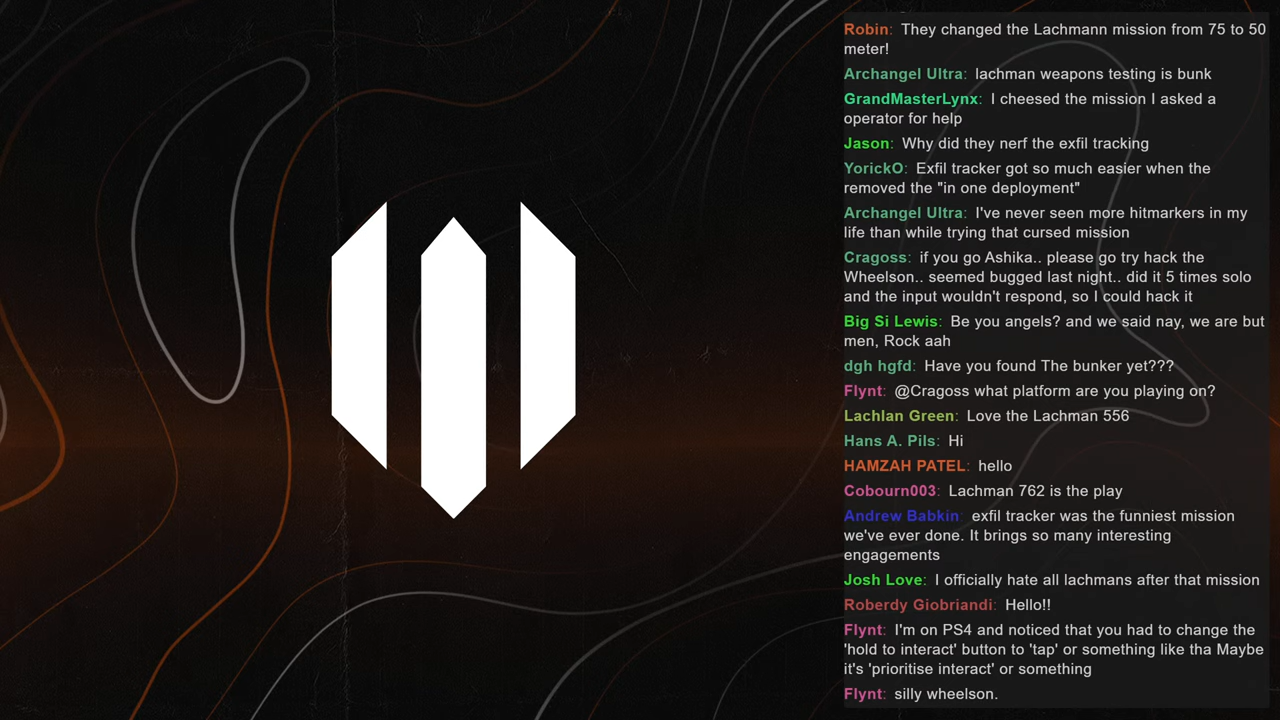 Robin: They changed the Lachmann mission from 75 to 50
meter!
Archangel Ultra: lachman weapons testing is bunk
GrandMasterLynx: I cheesed the mission I asked a
operator for help
Jason: Why did they nerf the exfil tracking
YorickO: Exfil tracker got so much easier when the
removed the "in one deployment"
Archangel Ultra: I've never seen more hitmarkers in my
life than while trying that cursed mission
Cragoss: if you go Ashika.. please go try hack the
Wheelson.. seemed bugged last night.. did it 5 times solo
and the input wouldn't respond, so I could hack it
Big Si Lewis: Be you angels? and we said nay, we are but
men, Rock aah
dgh hgfd: Have you found The bunker yet???
Flynt: @Cragoss what platform are you playing on?
Lachlan Green: Love the Lachman 556
Hans A. Pils: Hi
HAMZAH PATEL: hello
Cobourn003: Lachman 762 is the play
Andrew Babkin: exfil tracker was the funniest mission
we've ever done. It brings so many interesting
engagements
Josh Love: I officially hate all lachmans after that mission
Roberdy Giobriandi: Hello!!
Flynt: I'm on PS4 and noticed that you had to change the
'hold to interact' button to 'tap' or something like tha Maybe
it's 'prioritise interact' or something
Flynt: silly wheelson.